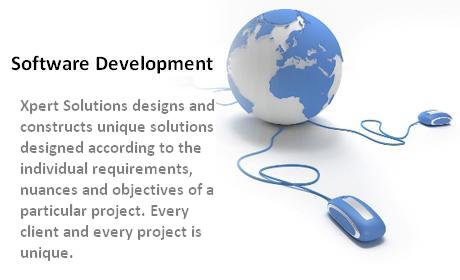 Software Development
Xpert Solutions designs and
constructs unique solutions
designed according to the
individual requirements,
nuances and objectives of a
particular project. Every
client and every project is
unique.